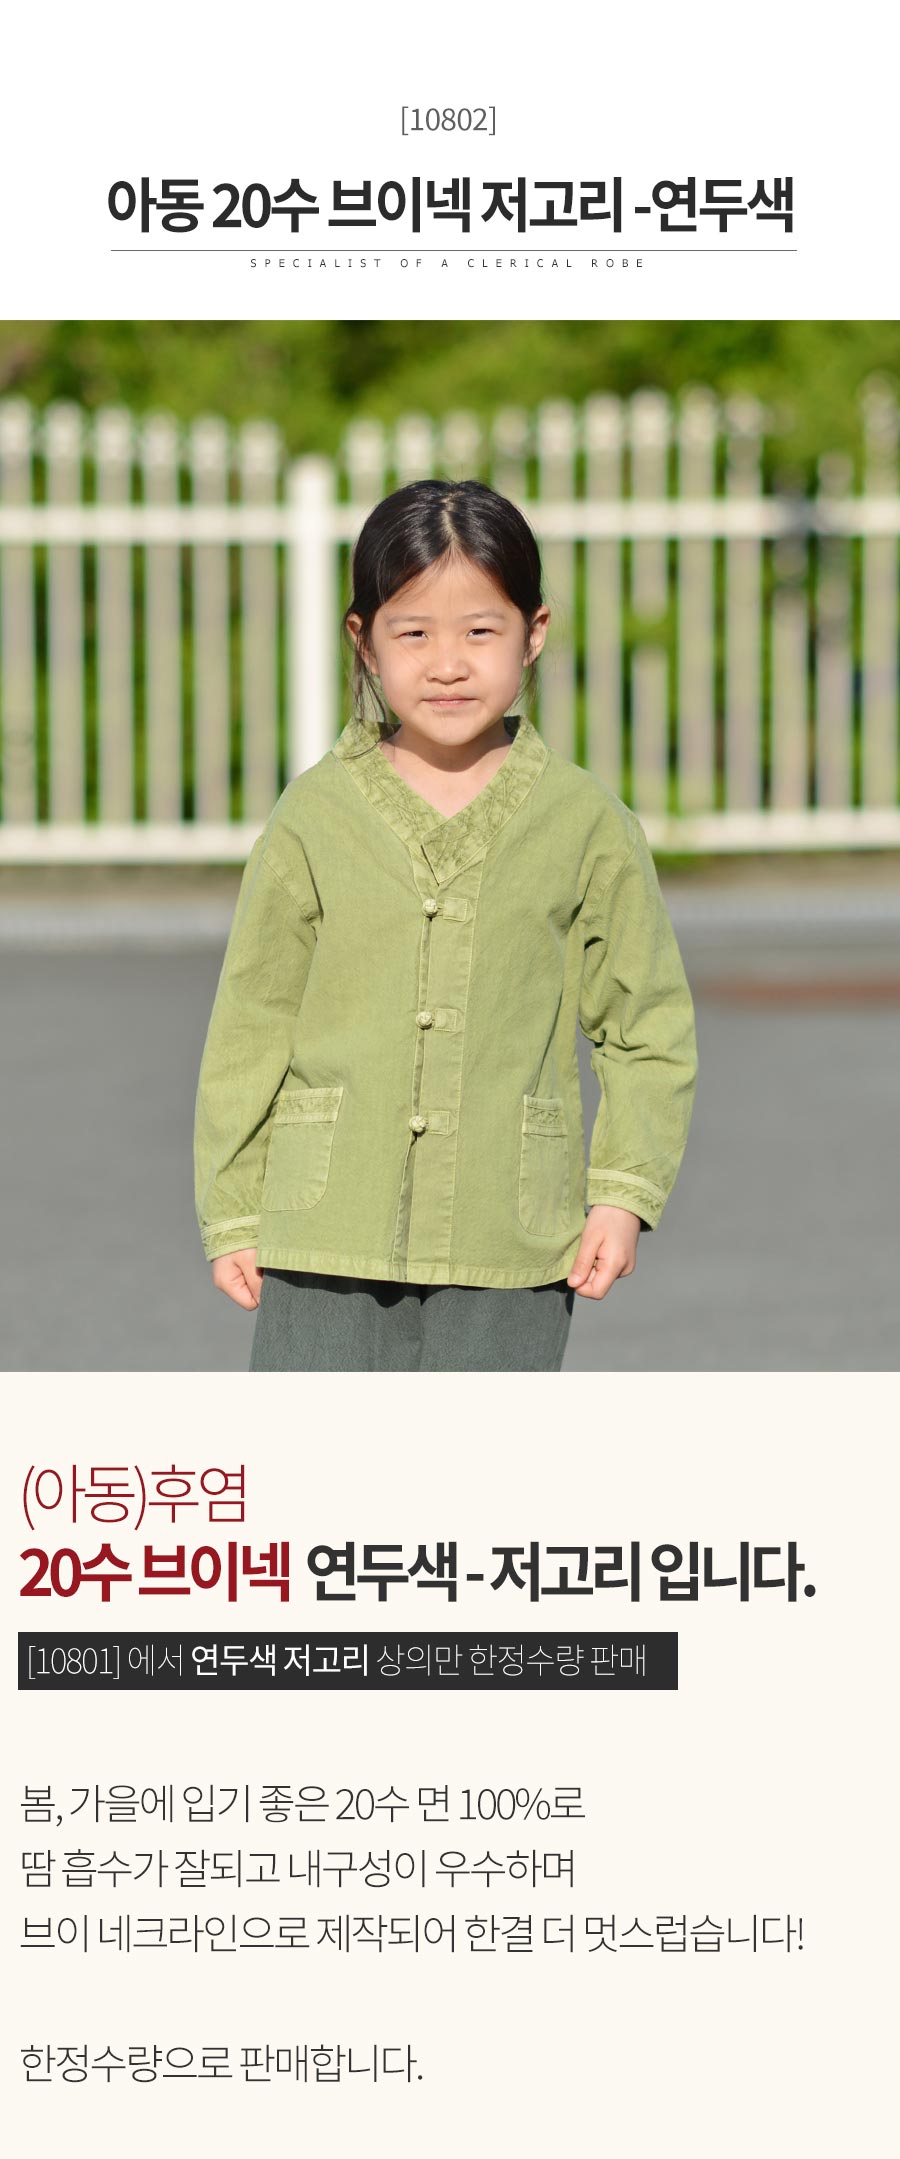 [10802]
아동 20수 브이넥 저고리 -연두색
SPECIALIST OF A CLERICAL ROBE
(아동)후염
20수 브이넥 연두색 - 저고리 입니다.
[10801] 에서 연두색 저고리 상의만 한정수량 판매
봄, 가을에 입기 좋은 20수 면 100%로
땀 흡수가 잘되고 내구성이 우수하며
브이 네크라인으로 제작되어 한결 더 멋스럽습니다!
한정수량으로 판매합니다.